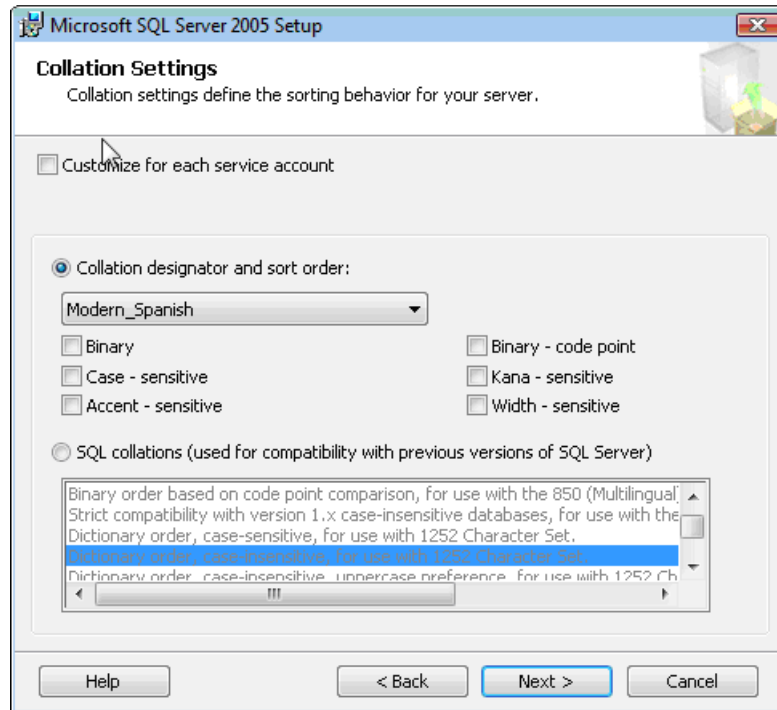 Microsoft SQL Server 2005 Setup
Collation Settings
Collation settings define the sorting behavior for your server.
Customize for each service account
Collation designator and sort order:
Modern_Spanish
Binary
Binary - code point
Case - sensitive
Kana - sensitive
Accent - sensitive
Width - sensitive
SQL collations (used for compatibility with previous versions of SQL Server)
Binary order based on code point comparison, for use with the 850 (Multilingual)
Strict compatibility with version 1.x case-insensitive databases, for use with the
Dictionary order, case-sensitive, for use with 1252 Character Set.
Dictionary order, case-insensitive, for use with 1252 Character Set.
Dictionary order, case-insensitive, uppercase preference, for use with 1252 Ch
Help
< Back
Next >
Cancel